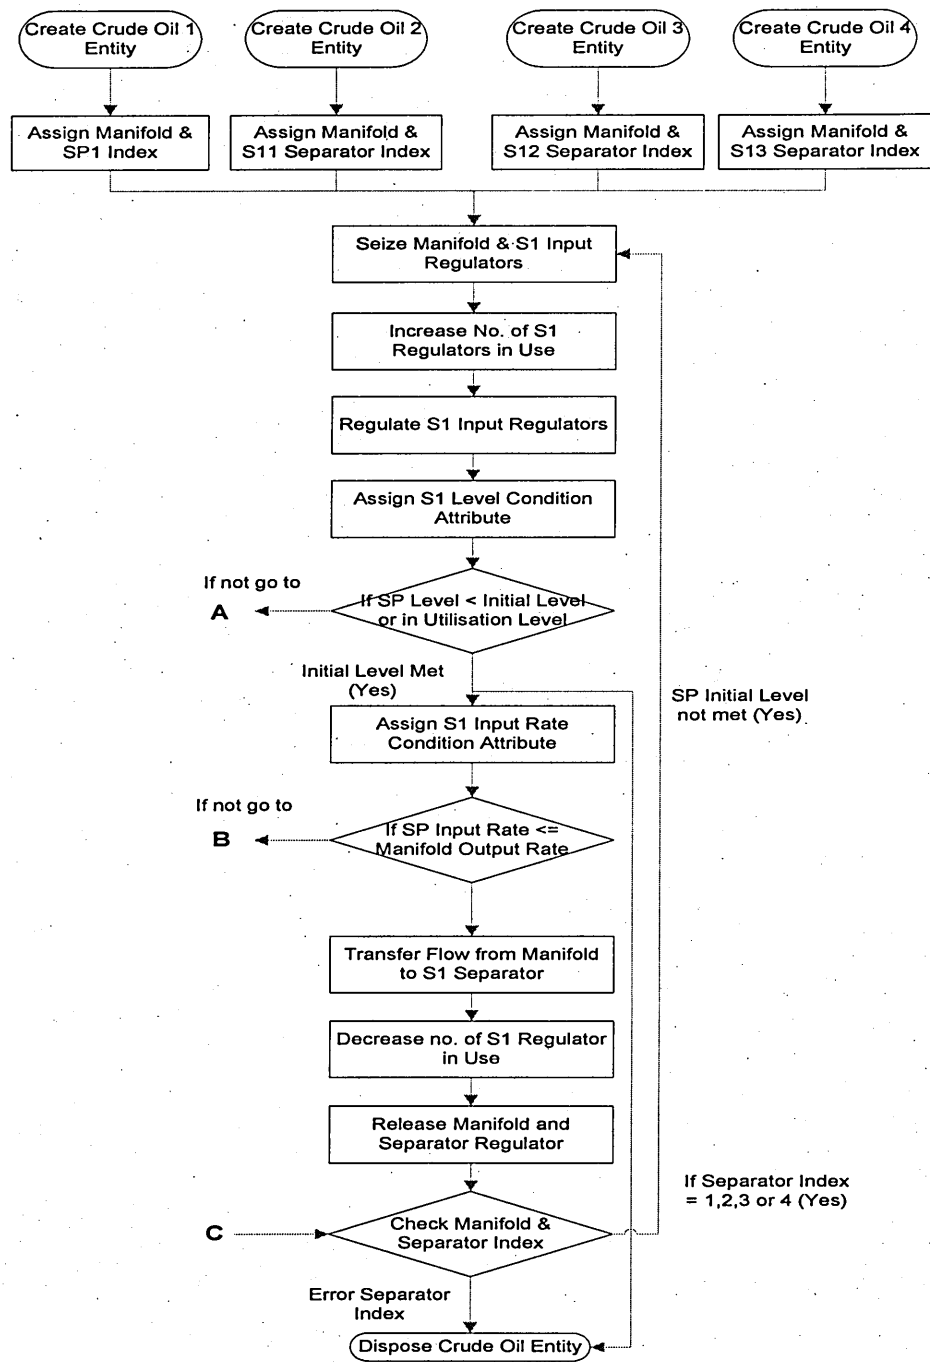 Create Crude Oil 1
Entity
Create Crude Oil 2
Entity
Create Crude Oil 3
Entity
Create Crude Oil 4
Entity
Assign Manifold &
SP1 Index
Assign Manifold &
S11 Separator Index
Assign Manifold &
S12 Separator Index
Assign Manifold &
S13 Separator Index
Seize Manifold & S1 Input
Regulators
Increase No. of S1
Regulators in Use
Regulate S1 Input Regulators
Assign S1 Level Condition
Attribute
If not go to
A
If SP Level < Initial Level
or in Utilisation Level
Initial Level Met
(Yes)
SP Initial Level
not met (Yes)
Assign S1 Input Rate
Condition Attribute
If not go to
B
If SP Input Rate <=
Manifold Output Rate
Transfer Flow from Manifold
to S1 Separator
Decrease no. of S1 Regulator
in Use
Release Manifold and
Separator Regulator
If Separator Index
= 1,2,3 or 4 (Yes)
C
Check Manifold &
Separator Index
Error Separator
Index
Dispose Crude Oil Entity